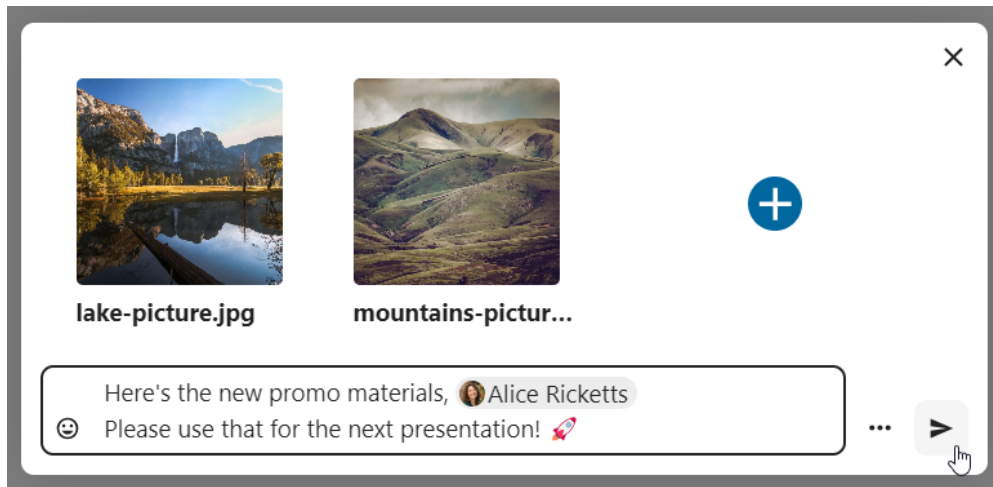 lake-picture.jpg
mountains-pictur...
Here's the new promo materials, Alice Ricketts
Please use that for the next presentation! 🚀